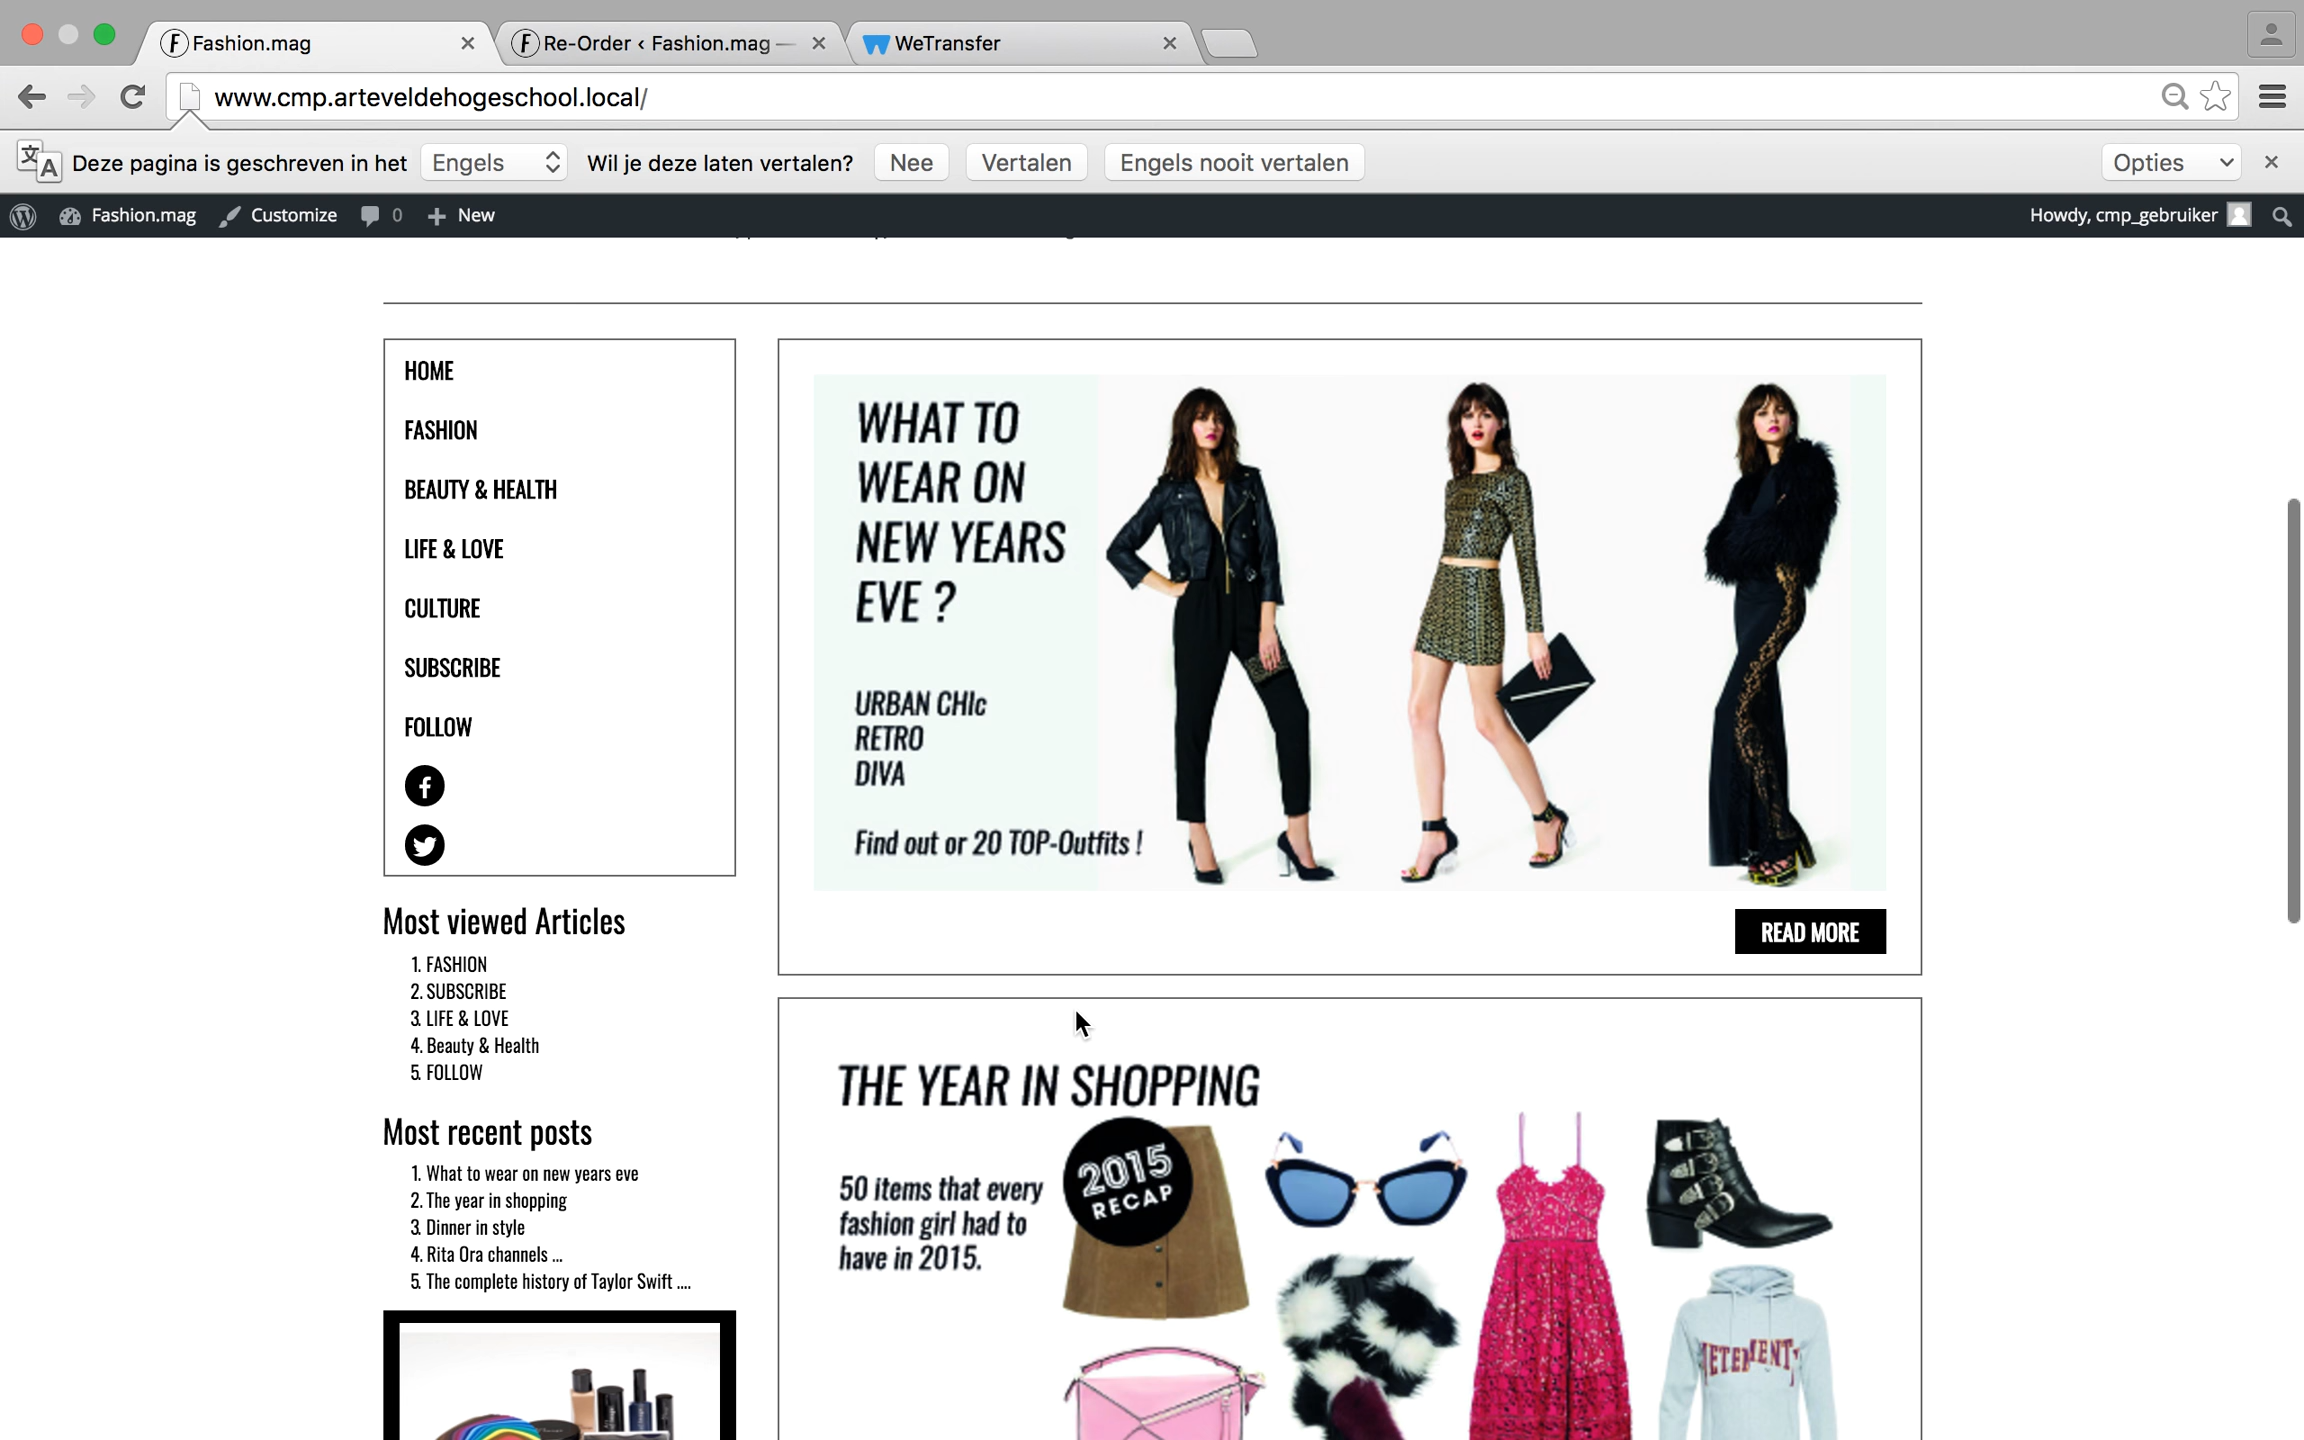 Fashion.mag
Re-Order ‹ Fashion.mag —
WeTransfer
www.cmp.arteveldehogeschool.local/
Deze pagina is geschreven in het Engels Wil je deze laten vertalen? Nee Vertalen Engels nooit vertalen Opties
Fashion.mag Customize 0 New Howdy, cmp_gebruiker
HOME
FASHION
BEAUTY & HEALTH
LIFE & LOVE
CULTURE
SUBSCRIBE
FOLLOW
Most viewed Articles
1. FASHION
2. SUBSCRIBE
3. LIFE & LOVE
4. Beauty & Health
5. FOLLOW
Most recent posts
1. What to wear on new years eve
2. The year in shopping
3. Dinner in style
4. Rita Ora channels ...
5. The complete history of Taylor Swift ....
WHAT TO
WEAR ON
NEW YEARS
EVE ?
URBAN CHIc
RETRO
DIVA
Find out or 20 TOP-Outfits !
READ MORE
THE YEAR IN SHOPPING
50 items that every
fashion girl had to
have in 2015.
2015
RECAP